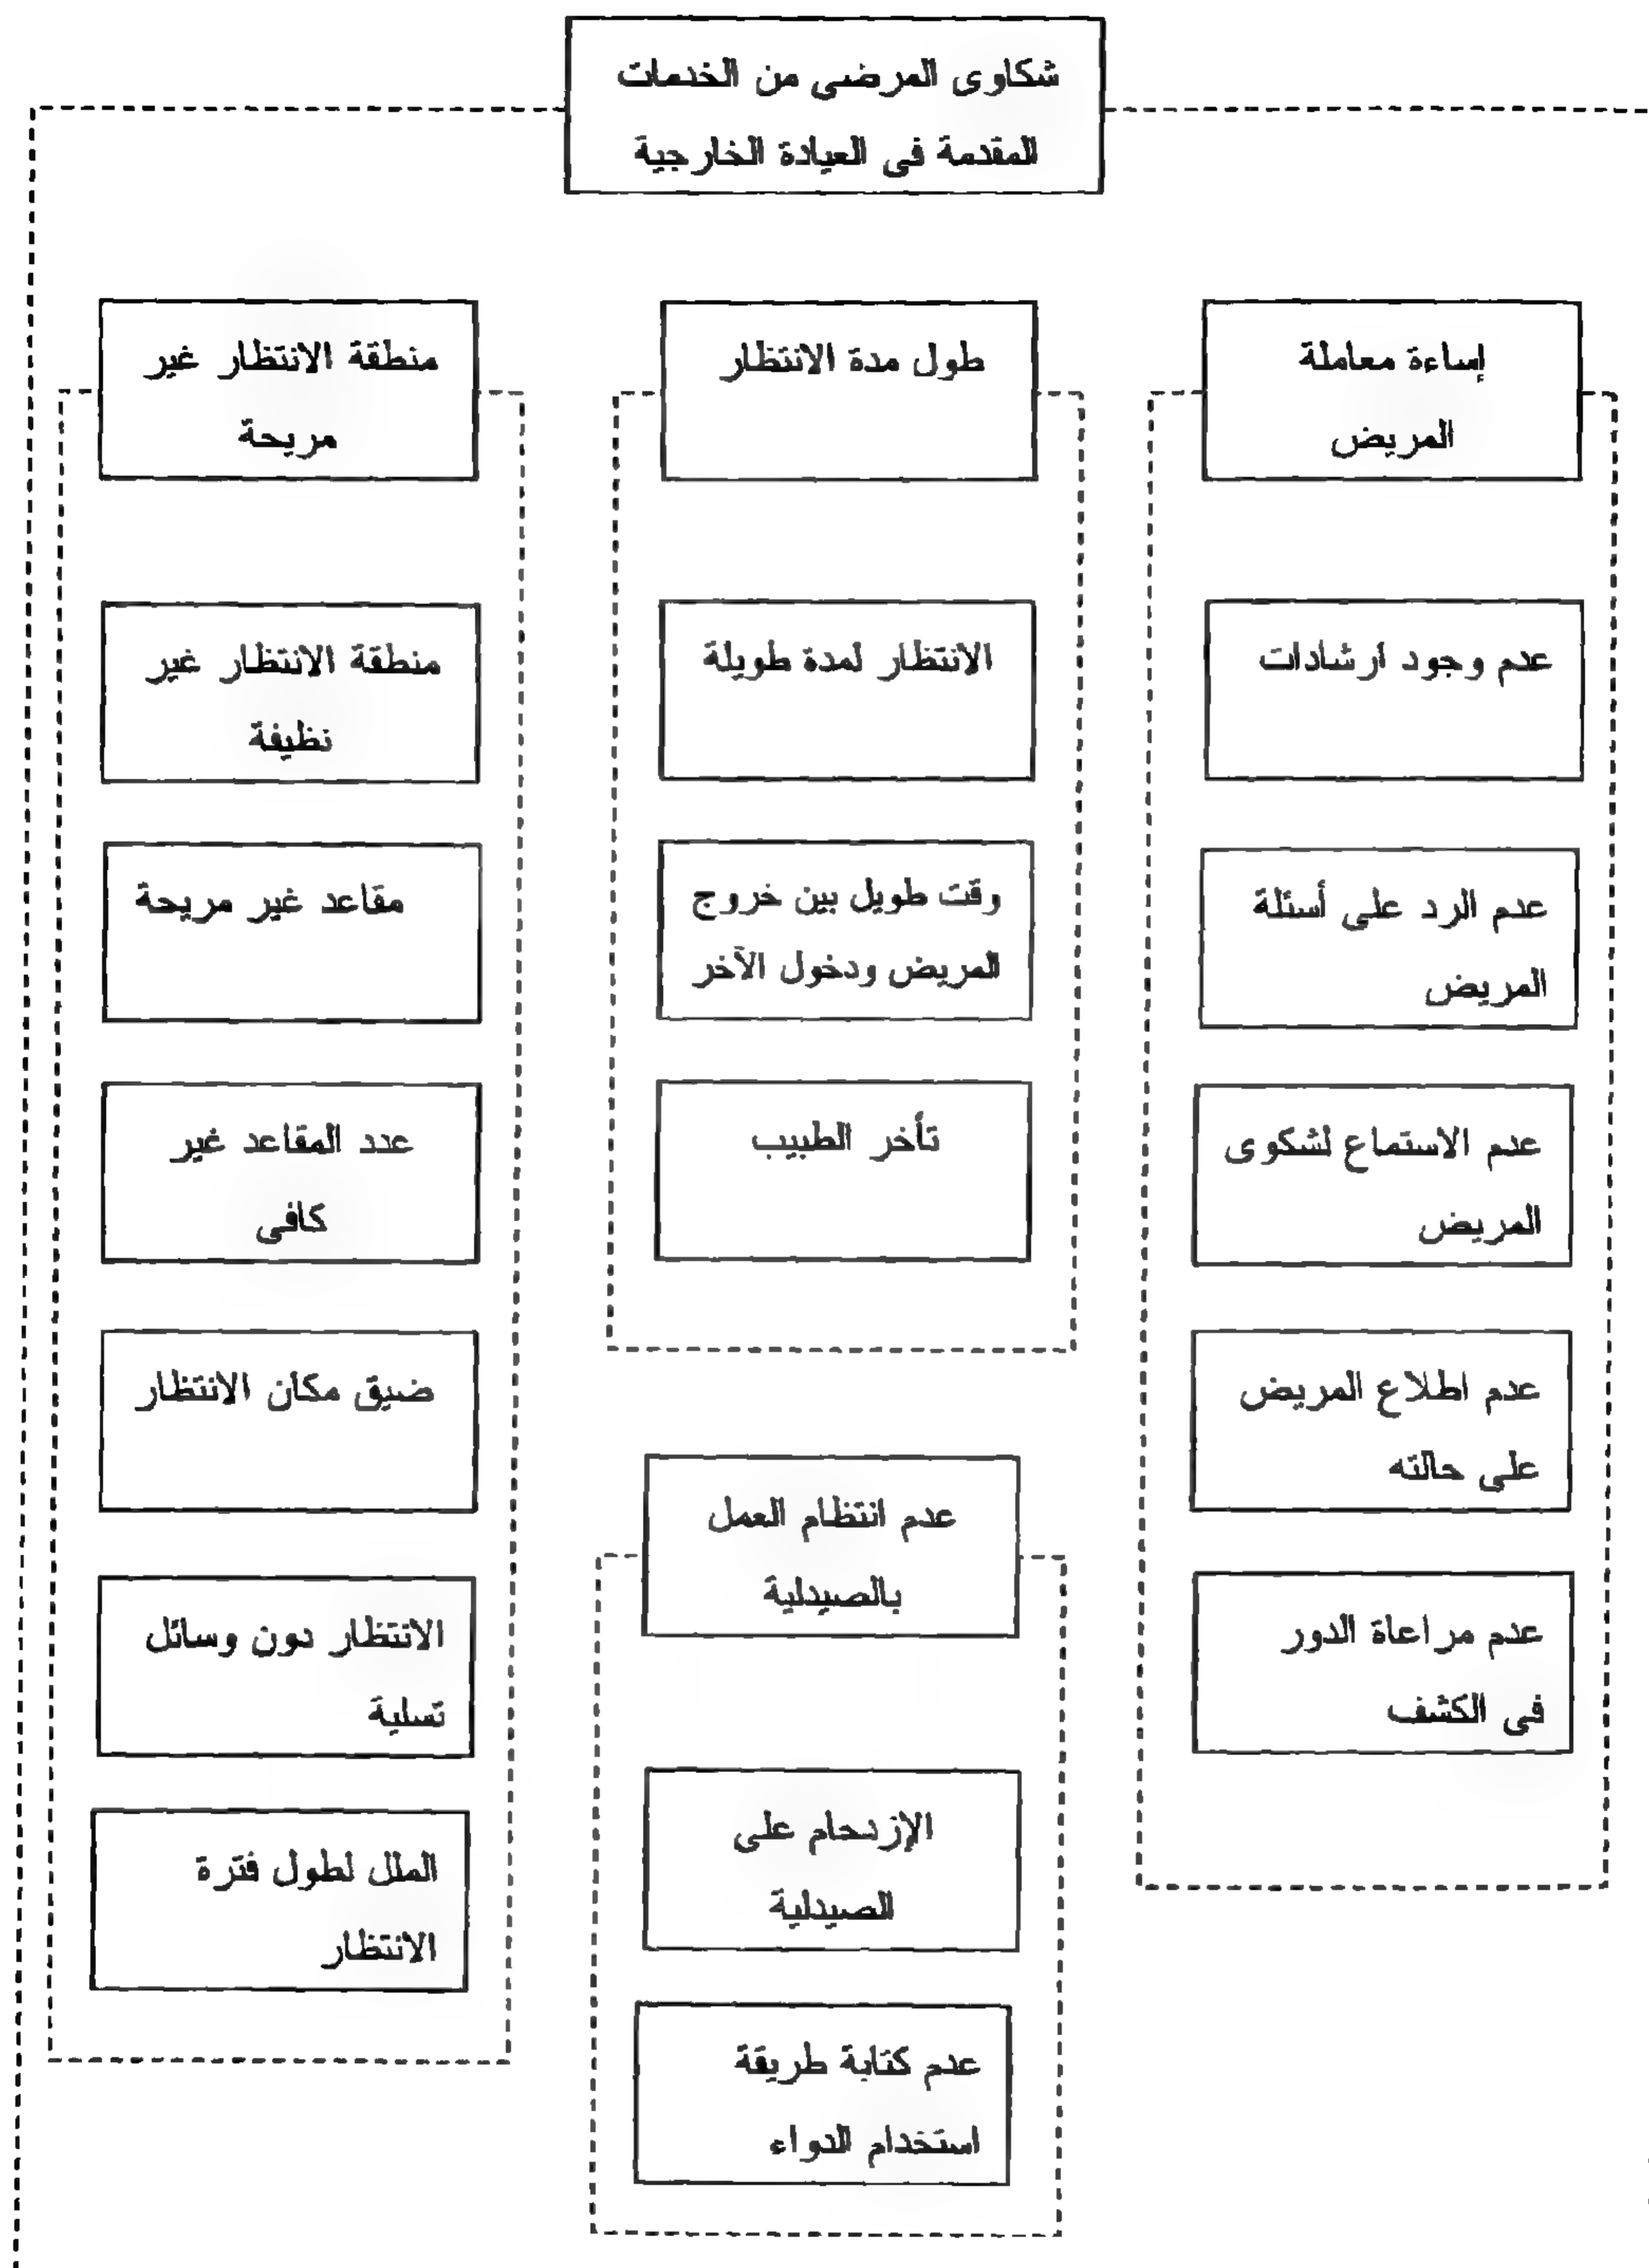 شكاوى المرضى من الخدمات
المقدمة فى العيادة الخارجية
إساءة معاملة
المريض
عدم وجود ارشادات
عدم الرد على أسئلة
المريض
عدم الاستماع لشكوى
المريض
عدم اطلاع المريض
على حالته
عدم مراعاة الدور
فى الكشف
طول مدة الانتظار
الانتظار لمدة طويلة
وقت طويل بين خروج
المريض ودخول الآخر
تأخر الطبيب
عدم انتظام العمل
بالصيدلية
الإزدحام على
الصيدلية
عدم كتابة طريقة
استخدام الدواء
منطقة الانتظار غير
مريحة
منطقة الانتظار غير
نظيفة
مقاعد غير مريحة
عدد المقاعد غير
كافى
ضيق مكان الانتظار
الانتظار دون وسائل
تسلية
الملل لطول فترة
الانتظار